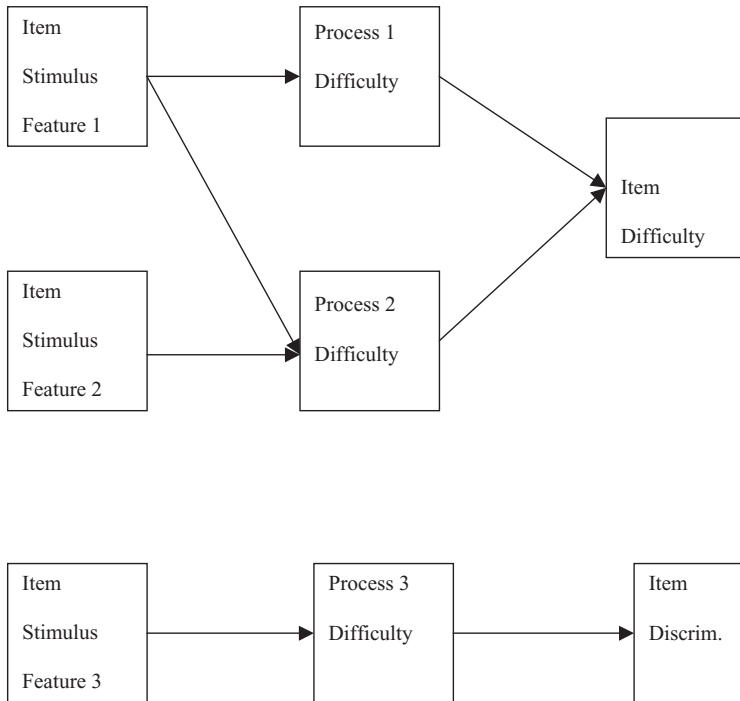 Item
Stimulus
Feature 1
Process 1
Difficulty
Item
Difficulty
Item
Stimulus
Feature 2
Process 2
Difficulty
Item
Stimulus
Feature 3
Process 3
Difficulty
Item
Discrim.